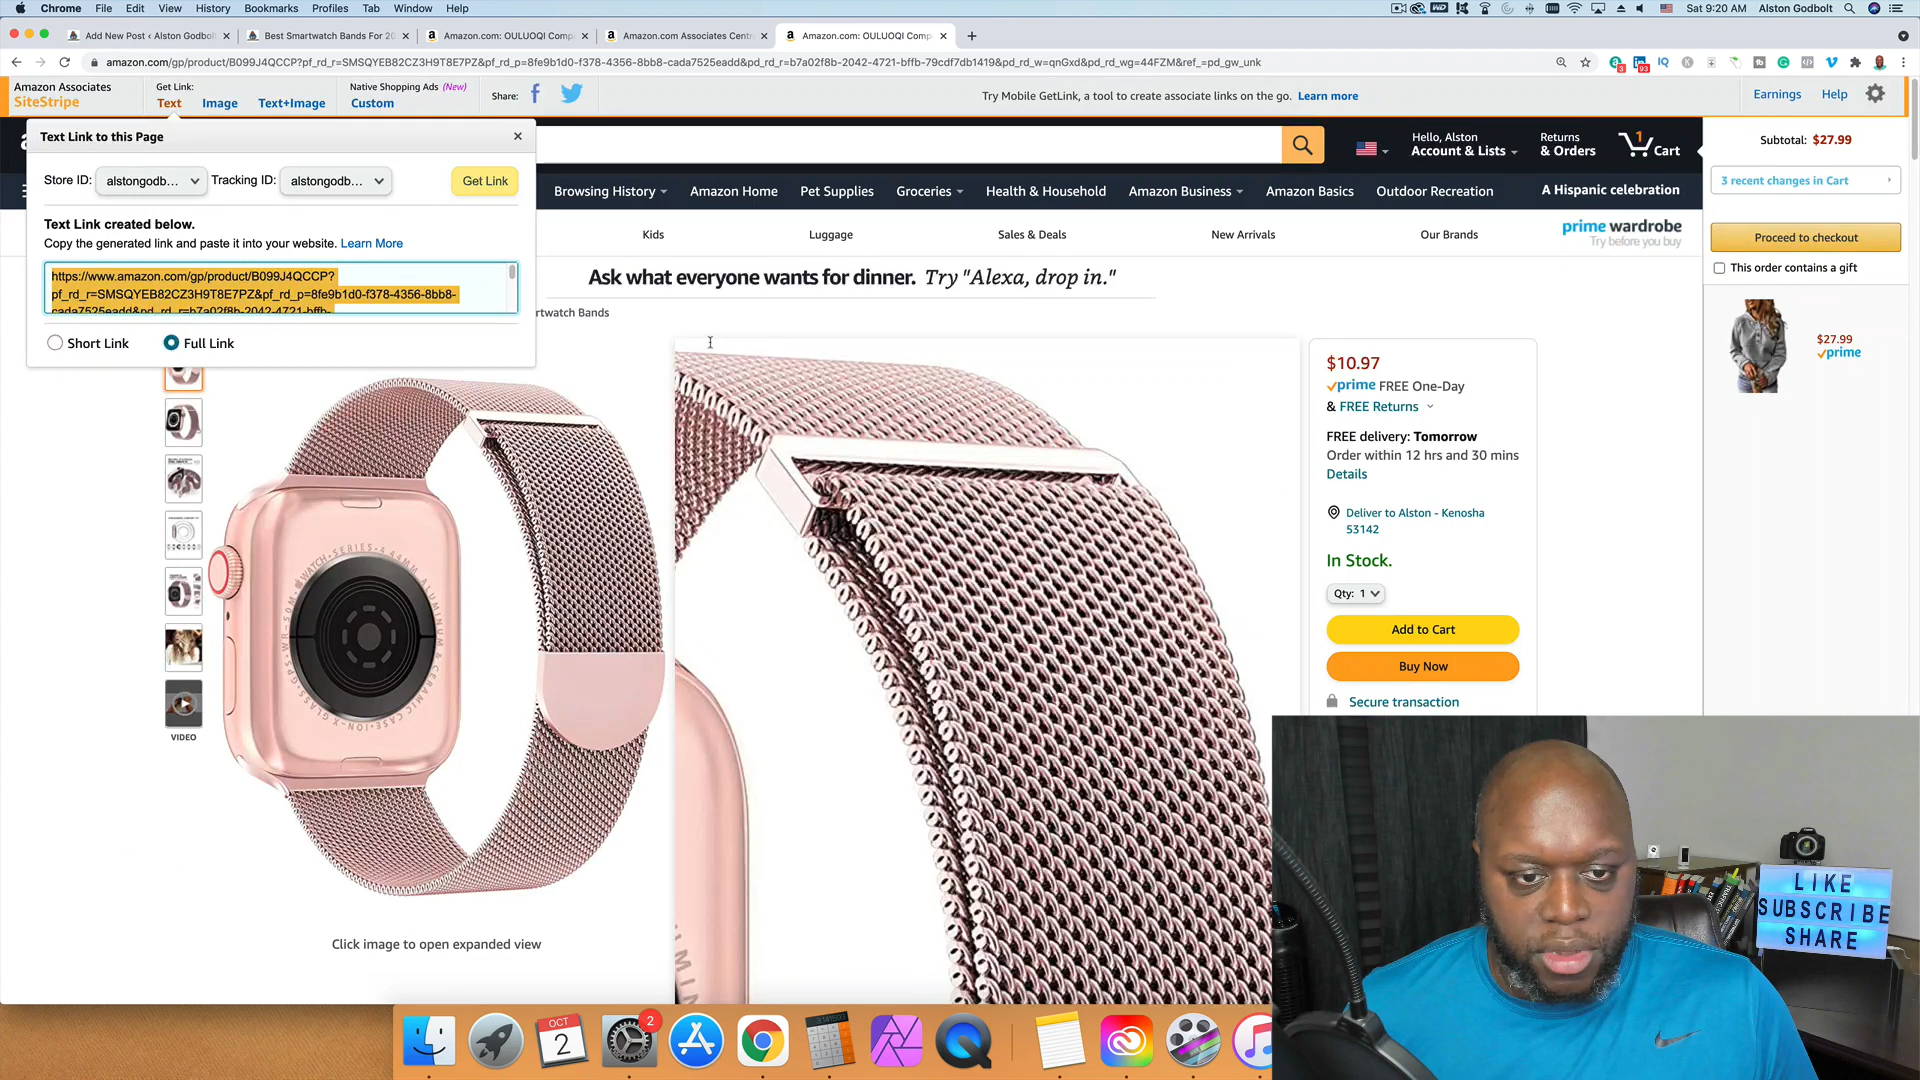 Chrome File Edit View History Bookmarks Profiles Tab Window Help
Sat 9:20 AM Alston Godbolt
Add New Post ‹ Alston Godbolt
Best Smartwatch Bands For 20
Amazon.com: OULUOQI Comp
Amazon.com Associates Centr
Amazon.com: OULUOQI Comp
amazon.com/gp/product/B099J4QCCP?pf_rd_r=SMSQYEB82CZ3H9T8E7PZ&pf_rd_p=8fe9b1d0-f378-4356-8bb8-cada7525eadd&pd_rd_r=b7a02f8b-2042-4721-bffb-79cdf7db1419&pd_rd_w=qnGxd&pd_rd_wg=44FZM&ref_=pd_gw_unk
Amazon Associates
SiteStripe
Get Link:
Text Image Text+Image
Native Shopping Ads (New)
Custom
Share:
Try Mobile GetLink, a tool to create associate links on the go. Learn More
Earnings Help
Text Link to this Page
Store ID: alstongodb... Tracking ID: alstongodb... Get Link
Text Link created below.
Copy the generated link and paste it into your website. Learn More
https://www.amazon.com/gp/product/B099J4QCCP?
pf_rd_r=SMSQYEB82CZ3H9T8E7PZ&pf_rd_p=8fe9b1d0-f378-4356-8bb8-
cada7525eadd&pd_rd_r=b7a02f8b-2042-4721-bffb-
Short Link Full Link
Hello, Alston
Account & Lists
Returns
& Orders
1
Cart
Browsing History Amazon Home Pet Supplies Groceries Health & Household Amazon Business Amazon Basics Outdoor Recreation A Hispanic celebration
Kids Luggage Sales & Deals New Arrivals Our Brands
prime wardrobe
Try before you buy
Ask what everyone wants for dinner. Try "Alexa, drop in."
rtwatch Bands
Subtotal: $27.99
3 recent changes in Cart
Proceed to checkout
This order contains a gift
$27.99
prime
$10.97
prime FREE One-Day
& FREE Returns
FREE delivery: Tomorrow
Order within 12 hrs and 30 mins
Details
Deliver to Alston - Kenosha
53142
In Stock.
Qty: 1
Add to Cart
Buy Now
Secure transaction
VIDEO
Click image to open expanded view
LIKE
SUBSCRIBE
SHARE
OCT
2
2